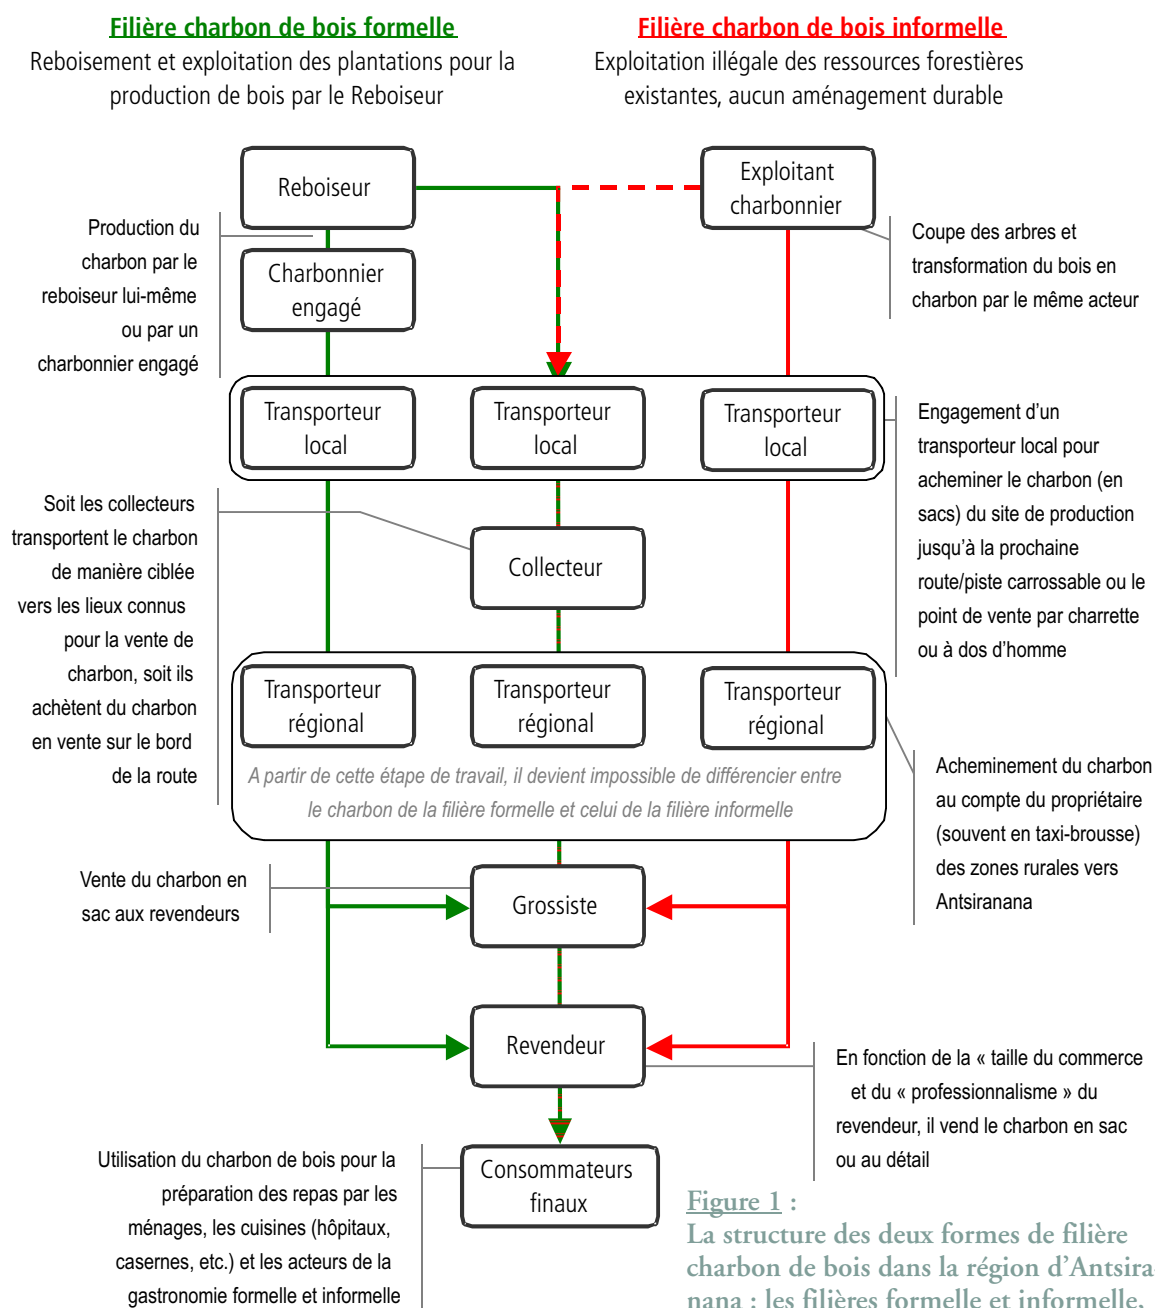 Filière charbon de bois formelle
Reboisement et exploitation des plantations pour la
production de bois par le Reboiseur
Filière charbon de bois informelle
Exploitation illégale des ressources forestières
existantes, aucun aménagement durable
Reboiseur
Exploitant
charbonnier
Production du
charbon par le
reboiseur lui-même
ou par un
charbonnier engagé
Charbonnier
engagé
Coupe des arbres et
transformation du bois en
charbon par le même acteur
Transporteur
local
Transporteur
local
Transporteur
local
Engagement d’un
transporteur local pour
acheminer le charbon (en
sacs) du site de production
jusqu’à la prochaine
route/piste carrossable ou le
point de vente par charrette
ou à dos d’homme
Soit les collecteurs
transportent le charbon
de manière ciblée
vers les lieux connus
pour la vente de
charbon, soit ils
achètent du charbon
en vente sur le bord
de la route
Collecteur
Transporteur
régional
Transporteur
régional
Transporteur
régional
A partir de cette étape de travail, il devient impossible de différencier entre
le charbon de la filière formelle et celui de la filière informelle
Acheminement du charbon
au compte du propriétaire
(souvent en taxi-brousse)
des zones rurales vers
Antsiranana
Vente du charbon en
sac aux revendeurs
Grossiste
Revendeur
En fonction de la « taille du commerce
et du « professionnalisme » du
revendeur, il vend le charbon en sac
ou au détail
Utilisation du charbon de bois pour la
préparation des repas par les
ménages, les cuisines (hôpitaux,
casernes, etc.) et les acteurs de la
gastronomie formelle et informelle
Consommateurs
finaux
Figure 1 :
La structure des deux formes de filière
charbon de bois dans la région d’Antsira
nana : les filières formelle et informelle,